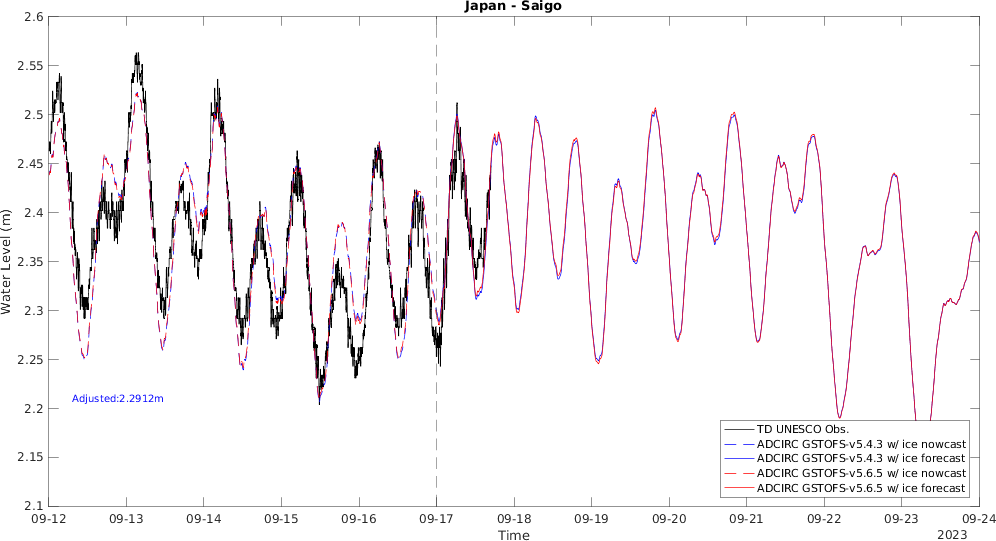 Japan - Saigo
2.6
2.55
2.5
2.45
2.4
2.35
2.3
2.25
2.2
2.15
2.1
Water Level (m)
Adjusted:2.2912m
TD UNESCO Obs.
ADCIRC GSTOFS-v5.4.3 w/ ice nowcast
ADCIRC GSTOFS-v5.4.3 w/ ice forecast
ADCIRC GSTOFS-v5.6.5 w/ ice nowcast
ADCIRC GSTOFS-v5.6.5 w/ ice forecast
09-12 09-13 09-14 09-15 09-16 09-17 09-18 09-19 09-20 09-21 09-22 09-23 09-24
Time
2023